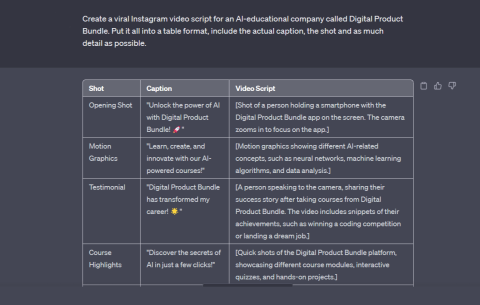 Create a viral Instagram video script for an AI-educational company called Digital Product
Bundle. Put it all into a table format, include the actual caption, the shot and as much
detail as possible.
Shot Caption Video Script
Opening Shot "Unlock the power of AI [Shot of a person holding a smartphone with the
with Digital Product Digital Product Bundle app on the screen. The camera
Bundle! 🚀" zooms in to focus on the app.]
Motion "Learn, create, and [Motion graphics showing different AI-related
Graphics innovate with our AI- concepts, such as neural networks, machine learning
powered courses!" algorithms, and data analysis.]
Testimonial "Digital Product Bundle [A person speaking to the camera, sharing their
has transformed my success story after taking courses from Digital
career! 🌟" Product Bundle. The video includes snippets of their
achievements, such as winning a coding competition
or landing a dream job.]
Course "Discover the secrets of [Quick shots of the Digital Product Bundle platform,
Highlights AI in just a few clicks!" showcasing different course modules, interactive
quizzes, and hands-on projects.]